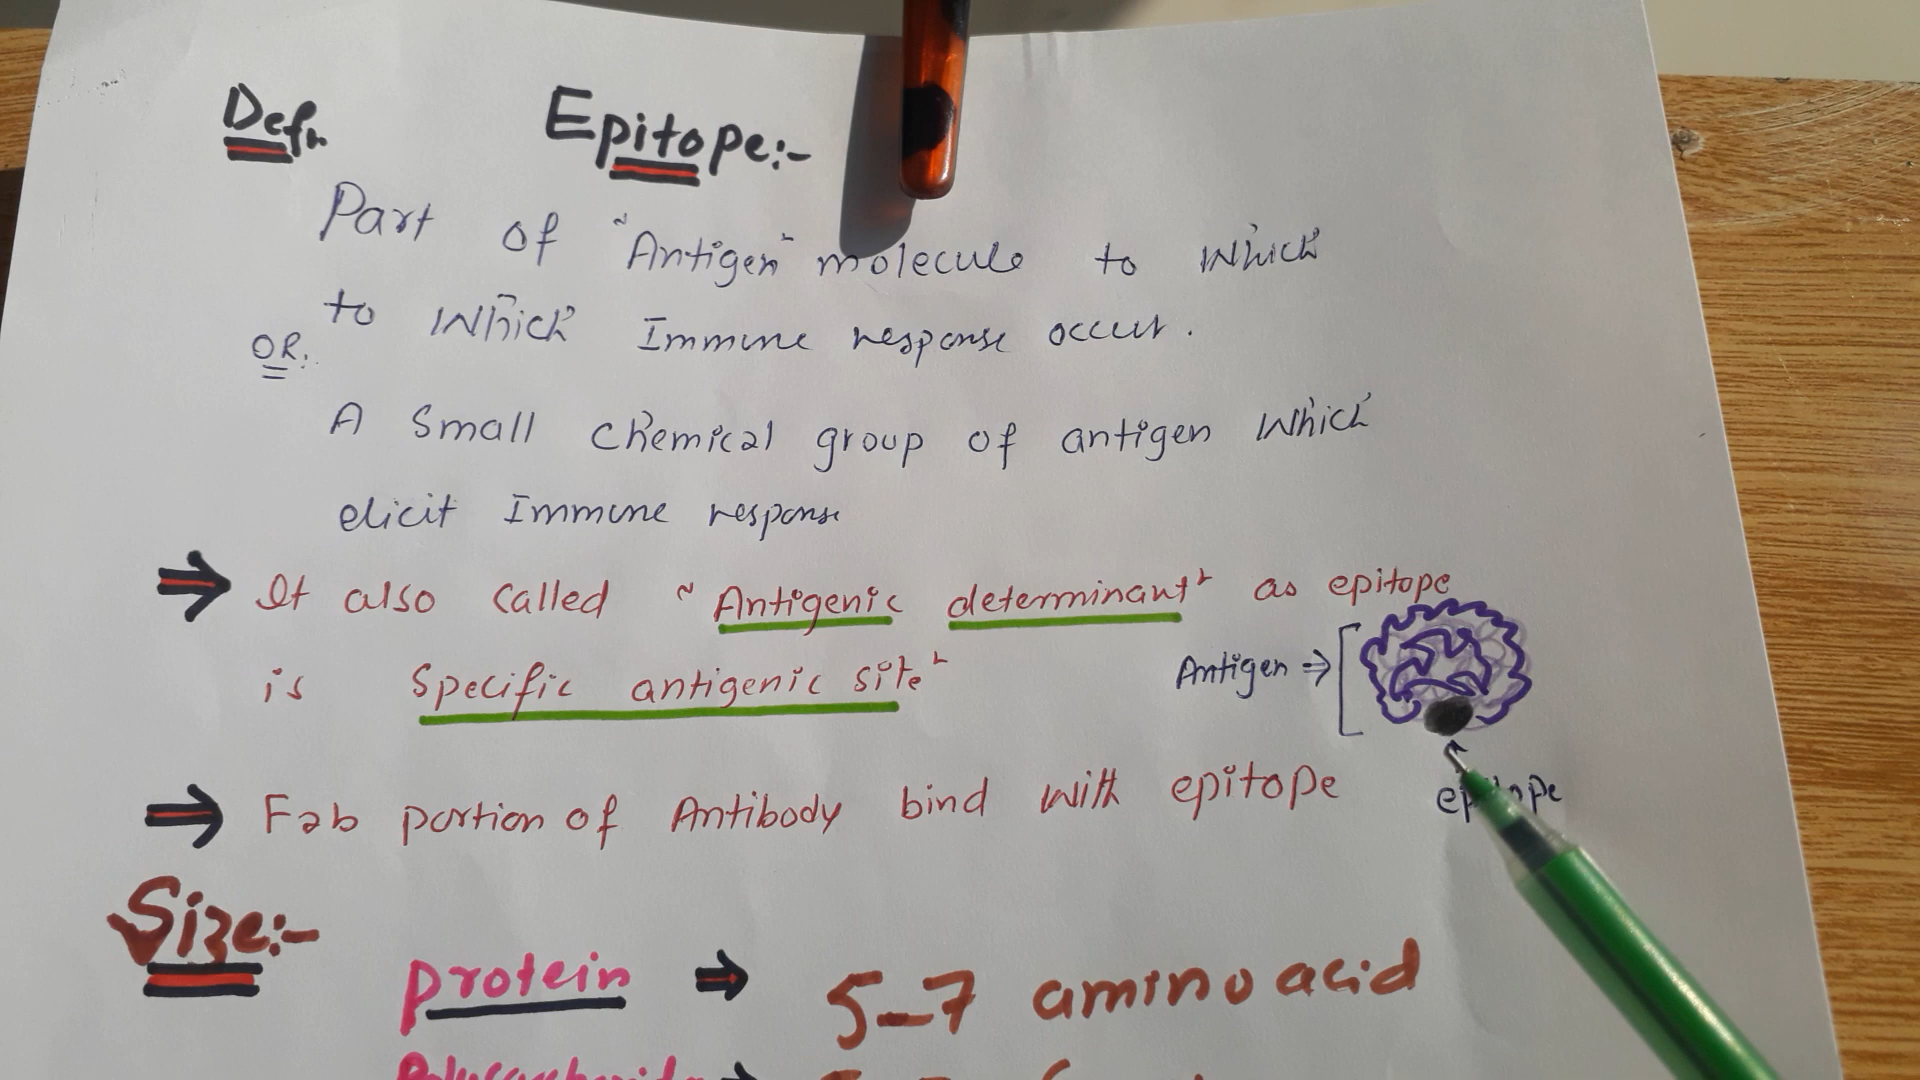 Defn. Epitope:-
Part of "Antigen" molecule to which
to which Immune response occur.
OR.
A Small chemical group of antigen which
elicit Immune response
⇒ It also called "Antigenic determinant" as epitope
is Specific antigenic site"
Antigen ⇒
⇒ Fab portion of Antibody bind with epitope
epitope
Size:-
protein ⇒ 5-7 amino acid